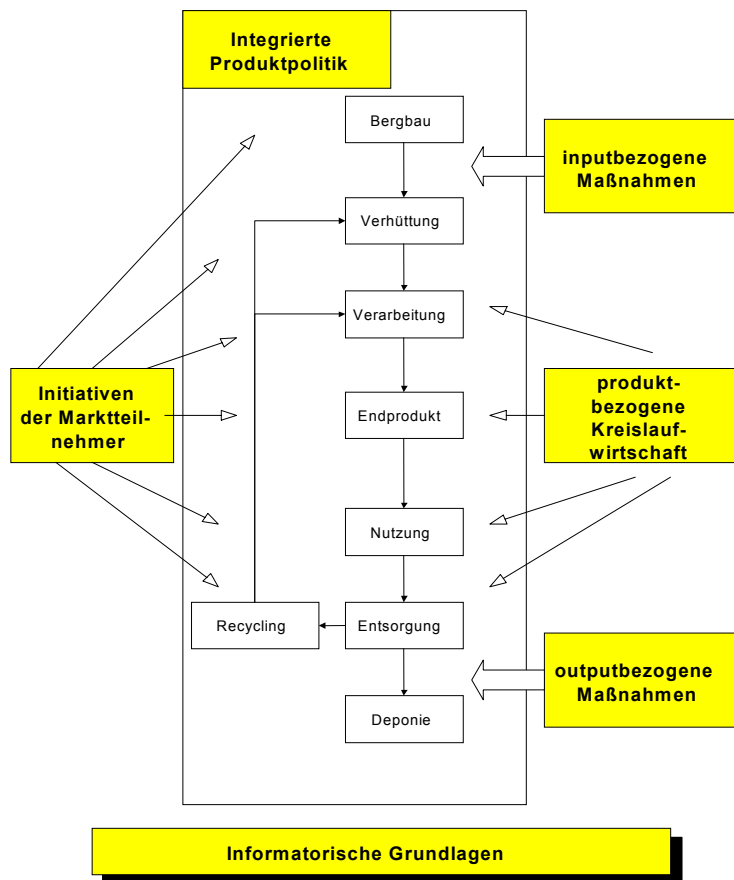 Integrierte
Produktpolitik
Bergbau
inputbezogene
Maßnahmen
Verhüttung
Verarbeitung
Initiativen
der Marktteil-
nehmer
Endprodukt
produkt-
bezogene
Kreislauf-
wirtschaft
Nutzung
Recycling
Entsorgung
outputbezogene
Maßnahmen
Deponie
Informatorische Grundlagen